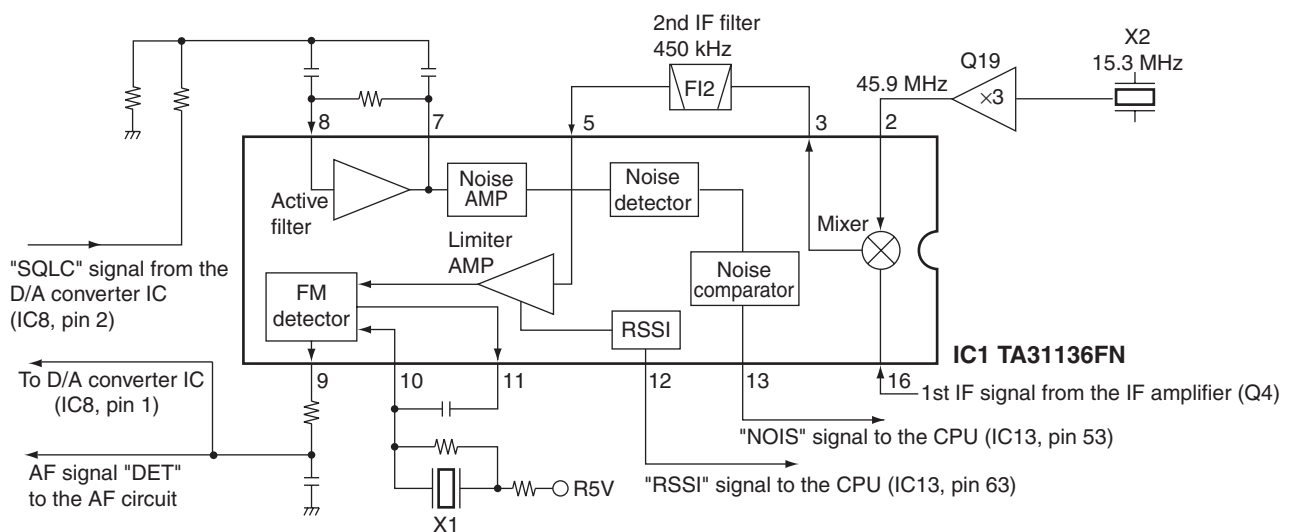 2nd IF filter
450 kHz
X2
15.3 MHz
Q19
45.9 MHz
×3
FI2
8
7
5
3
2
Active
filter
Noise
AMP
Noise
detector
Mixer
Limiter
AMP
"SQLC" signal from the
D/A converter IC
(IC8, pin 2)
FM
detector
Noise
comparator
RSSI
IC1 TA31136FN
9
10
11
12
13
16
To D/A converter IC
(IC8, pin 1)
1st IF signal from the IF amplifier (Q4)
"NOIS" signal to the CPU (IC13, pin 53)
AF signal "DET"
to the AF circuit
R5V
"RSSI" signal to the CPU (IC13, pin 63)
X1